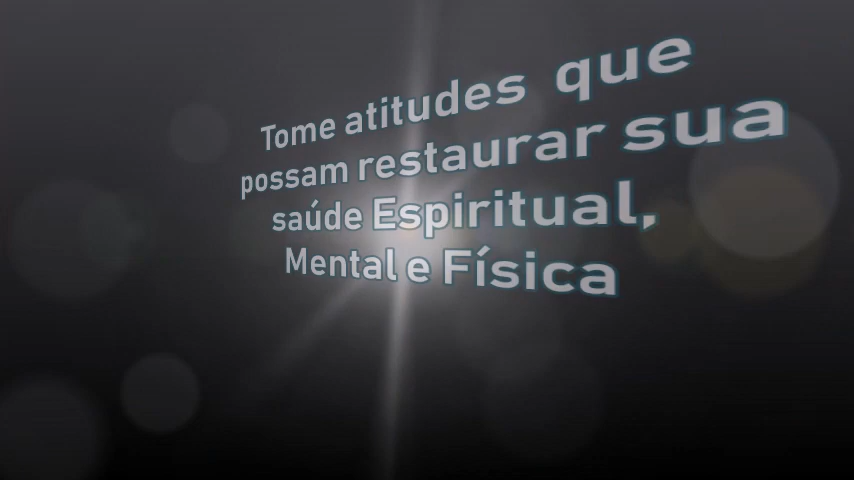 Tome atitudes que
possam restaurar sua
saúde Espiritual,
Mental e Física